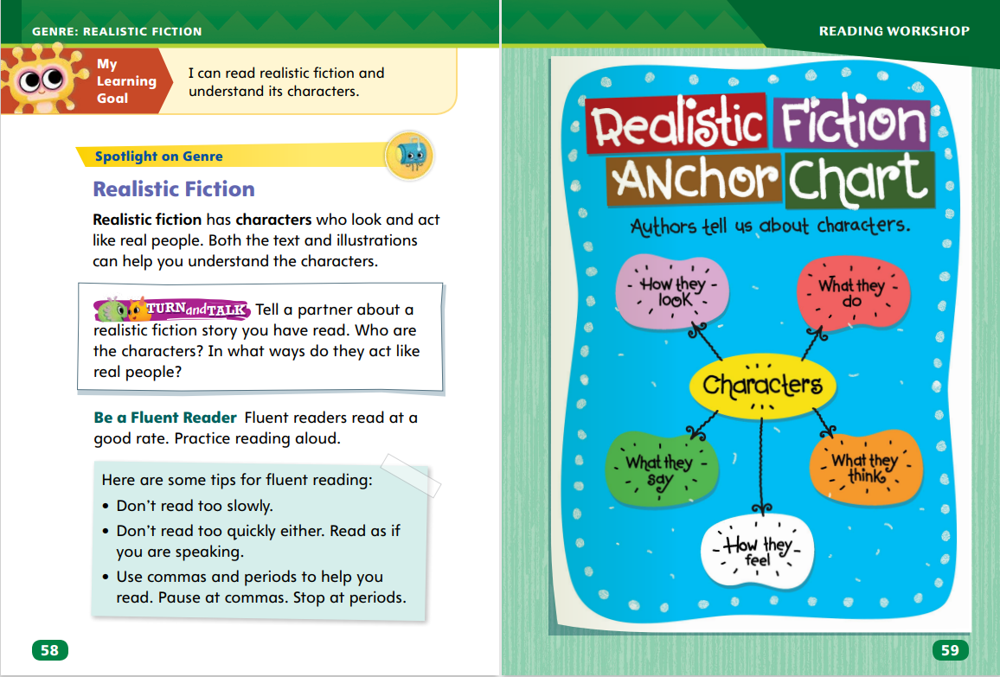 GENRE: REALISTIC FICTION
My
Learning
Goal
I can read realistic fiction and
understand its characters.
Spotlight on Genre
Realistic Fiction
Realistic fiction has characters who look and act
like real people. Both the text and illustrations
can help you understand the characters.
TURN and TALK Tell a partner about a
realistic fiction story you have read. Who are
the characters? In what ways do they act like
real people?
Be a Fluent Reader Fluent readers read at a
good rate. Practice reading aloud.
Here are some tips for fluent reading:
• Don’t read too slowly.
• Don’t read too quickly either. Read as if
you are speaking.
• Use commas and periods to help you
read. Pause at commas. Stop at periods.
58
READING WORKSHOP
Realistic Fiction
ANchor Chart
Authors tell us about characters.
How they
look
What they
do
Characters
What they
say
What they
think
How they
feel
59